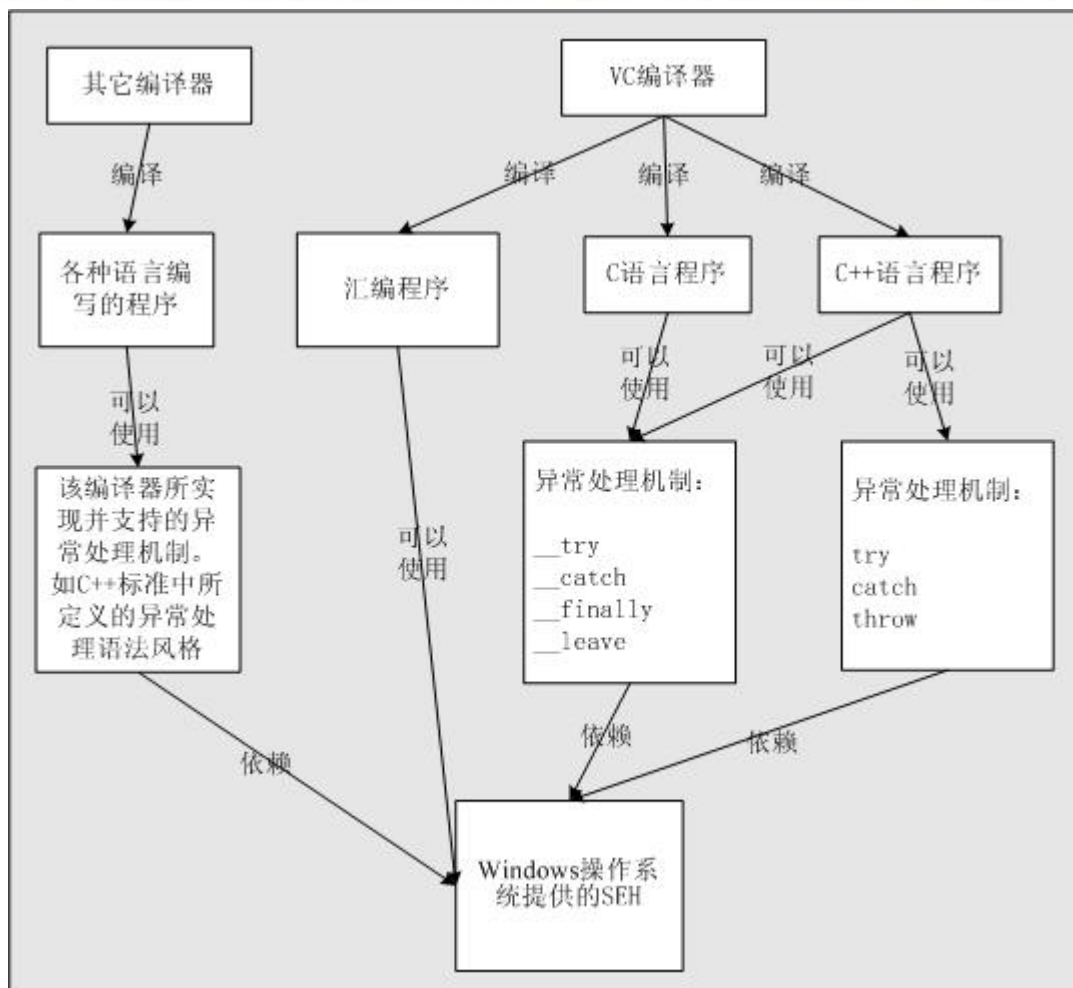 其它编译器
VC编译器
编译
编译
编译
编译
各种语言编
写的程序
汇编程序
C语言程序
C++语言程序
可以
使用
可以
使用
可以
使用
可以
使用
该编译器所实
现并支持的异
常处理机制。
如C++标准中所
定义的异常处
理语法风格
可以
使用
异常处理机制：
__try
__catch
__finally
__leave
异常处理机制：
try
catch
throw
依赖
依赖
依赖
Windows操作系
统提供的SEH